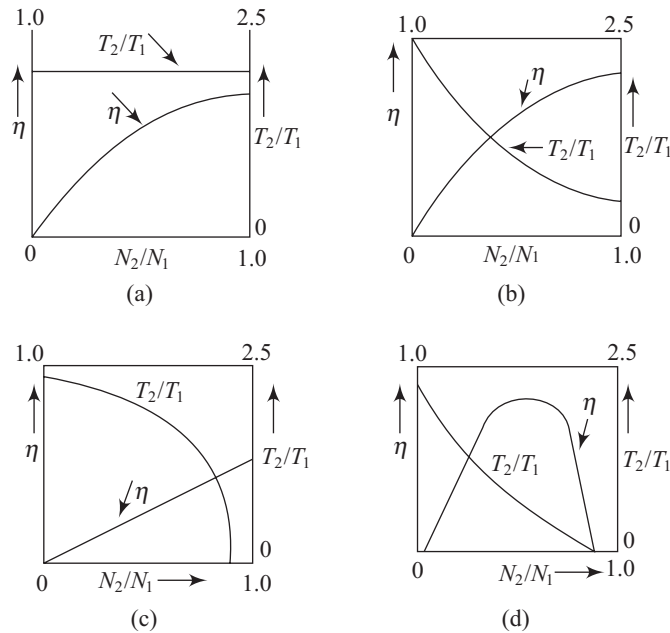 1.0 2.5
T₂/T₁
η η T₂/T₁
0 0
N₂/N₁ 1.0
(a)
1.0 2.5
η η
T₂/T₁ T₂/T₁
0
0 N₂/N₁ 1.0
(b)
1.0 2.5
T₂/T₁
η T₂/T₁
η
0
0 N₂/N₁ 1.0
(c)
1.0 2.5
η
η T₂/T₁ T₂/T₁
0
0 N₂/N₁ 1.0
(d)